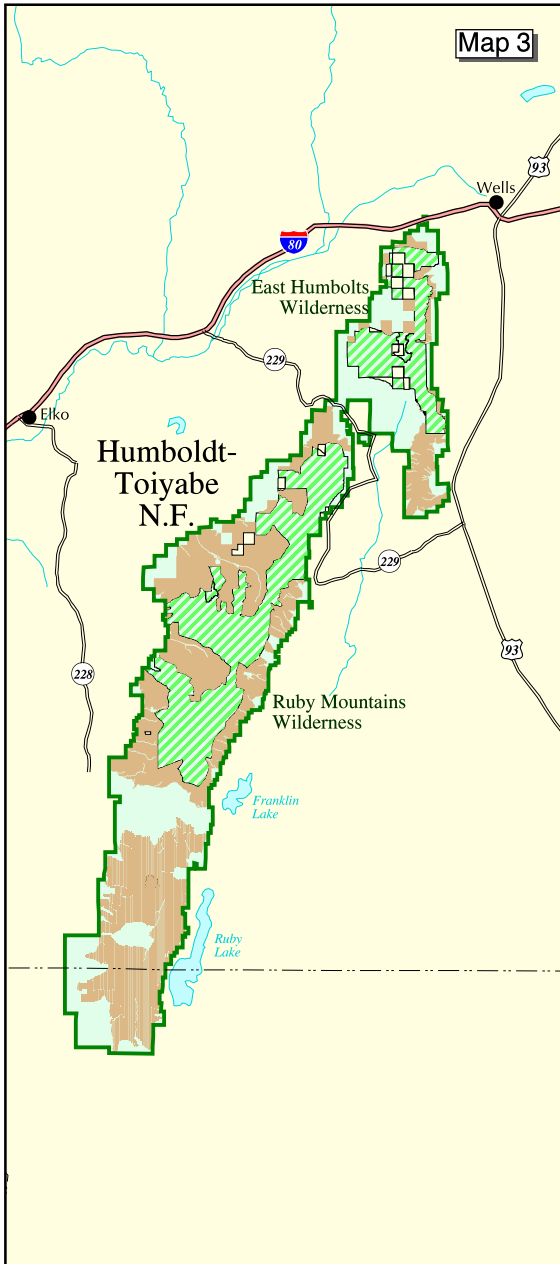 Map 3
93
Wells
80
East Humbolts
Wilderness
229
Elko
Humboldt-
Toiyabe
N.F.
229
93
228
Ruby Mountains
Wilderness
Franklin
Lake
Ruby
Lake